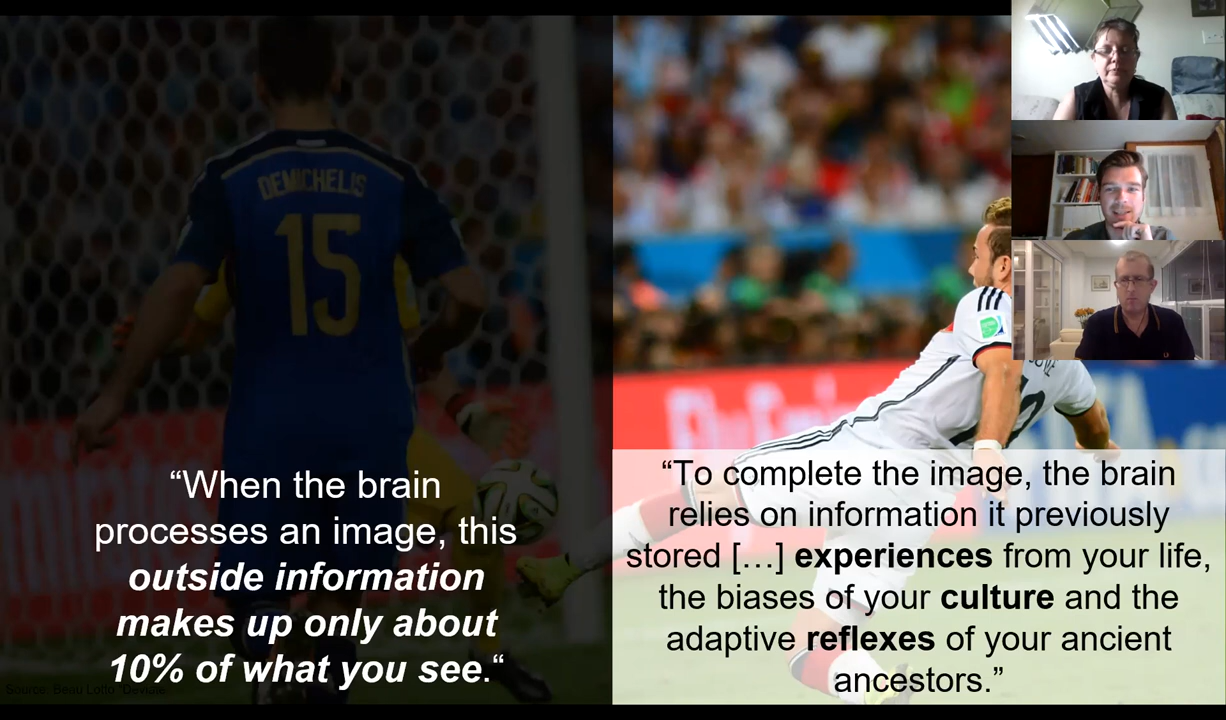 DEMICHELIS
15
“When the brain
processes an image, this
outside information
makes up only about
10% of what you see.“
Source: Beau Lotto "Deviate"
“To complete the image, the brain
relies on information it previously
stored […] experiences from your life,
the biases of your culture and the
adaptive reflexes of your ancient
ancestors.”